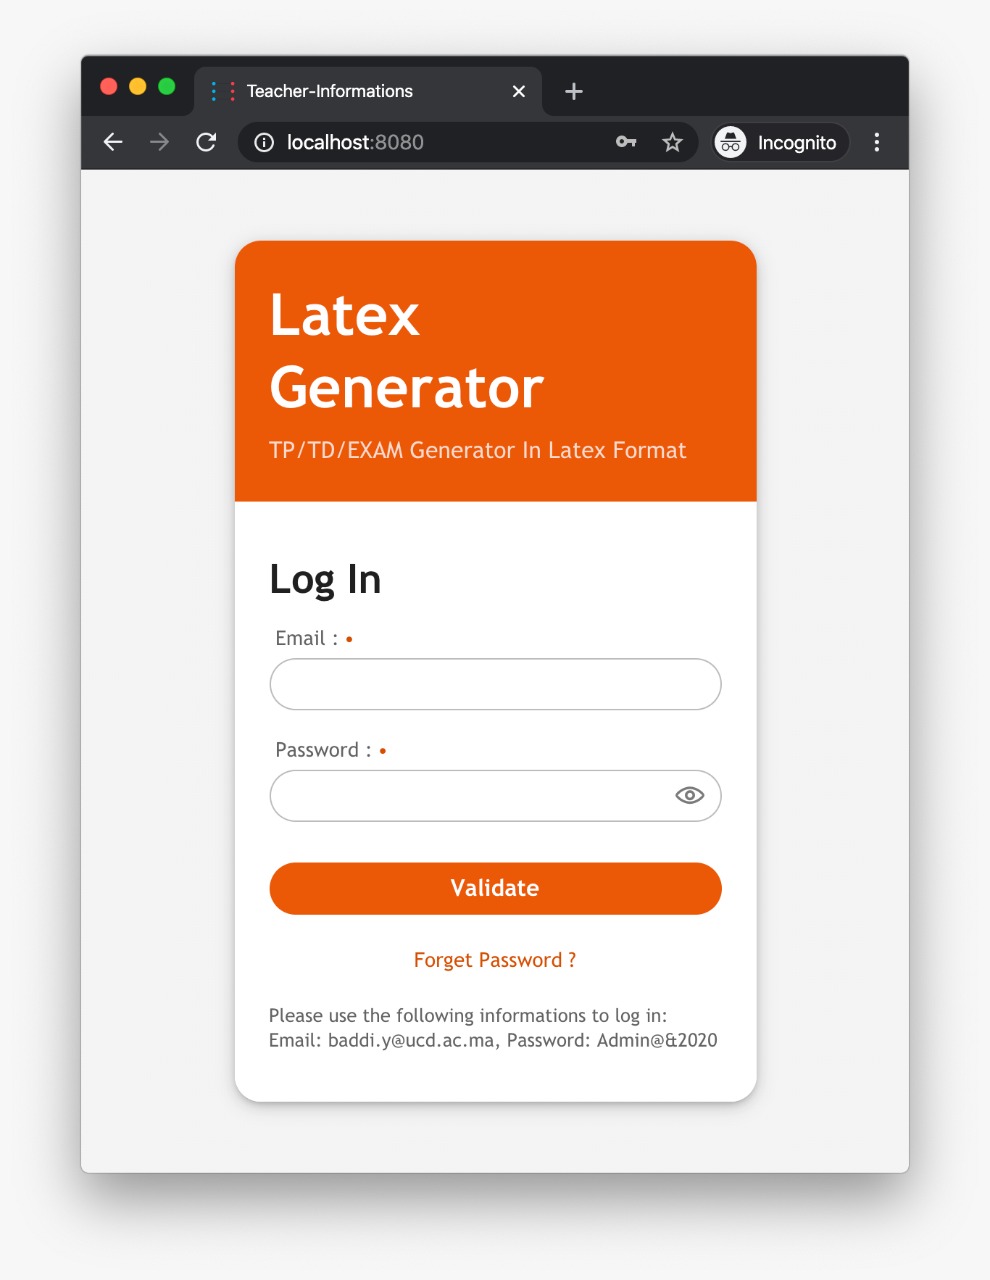 Teacher-Informations
localhost:8080
Incognito
Latex
Generator
TP/TD/EXAM Generator In Latex Format
Log In
Email : •
Password : •
Validate
Forget Password ?
Please use the following informations to log in:
Email: baddi.y@ucd.ac.ma, Password: Admin@&2020